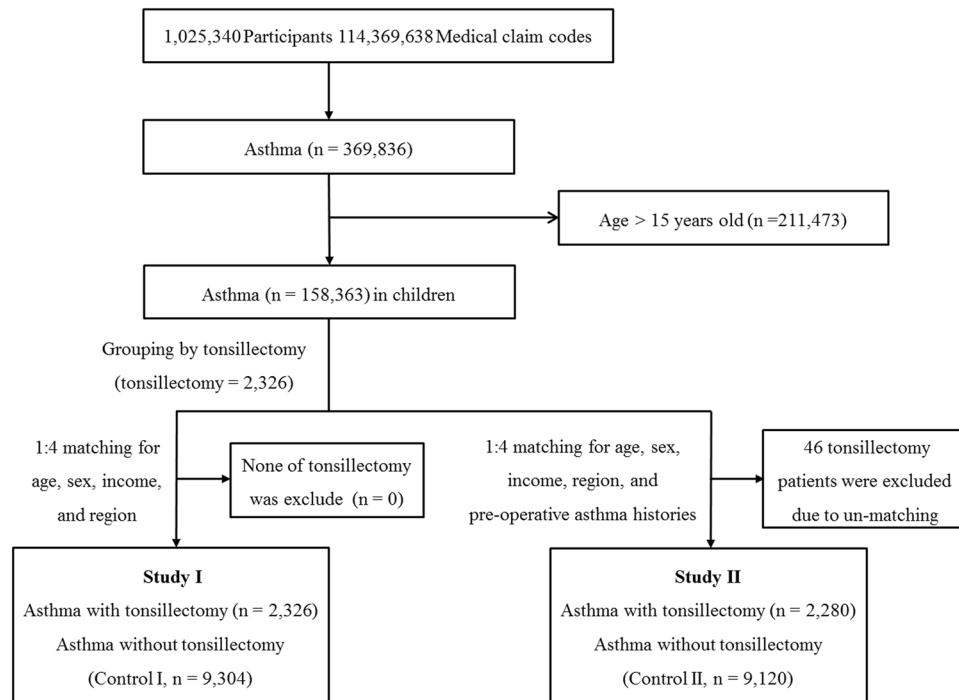 1,025,340 Participants 114,369,638 Medical claim codes
Asthma (n = 369,836)
Age > 15 years old (n =211,473)
Asthma (n = 158,363) in children
Grouping by tonsillectomy
(tonsillectomy = 2,326)
1:4 matching for
age, sex, income,
and region
None of tonsillectomy
was exclude (n = 0)
1:4 matching for age, sex,
income, region, and
pre-operative asthma histories
46 tonsillectomy
patients were excluded
due to un-matching
Study I
Asthma with tonsillectomy (n = 2,326)
Asthma without tonsillectomy
(Control I, n = 9,304)
Study II
Asthma with tonsillectomy (n = 2,280)
Asthma without tonsillectomy
(Control II, n = 9,120)